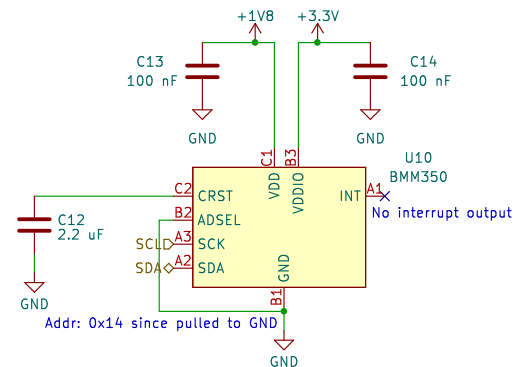 +1V8
+3.3V
C13
100 nF
C14
100 nF
GND
GND
U10
BMM350
C1
B3
VDD
VDDIO
C2
CRST
INT
A1
B2
ADSEL
No interrupt output
C12
2.2 uF
SCL
A3
SCK
SDA
A2
SDA
GND
B1
GND
Addr: 0x14 since pulled to GND
GND